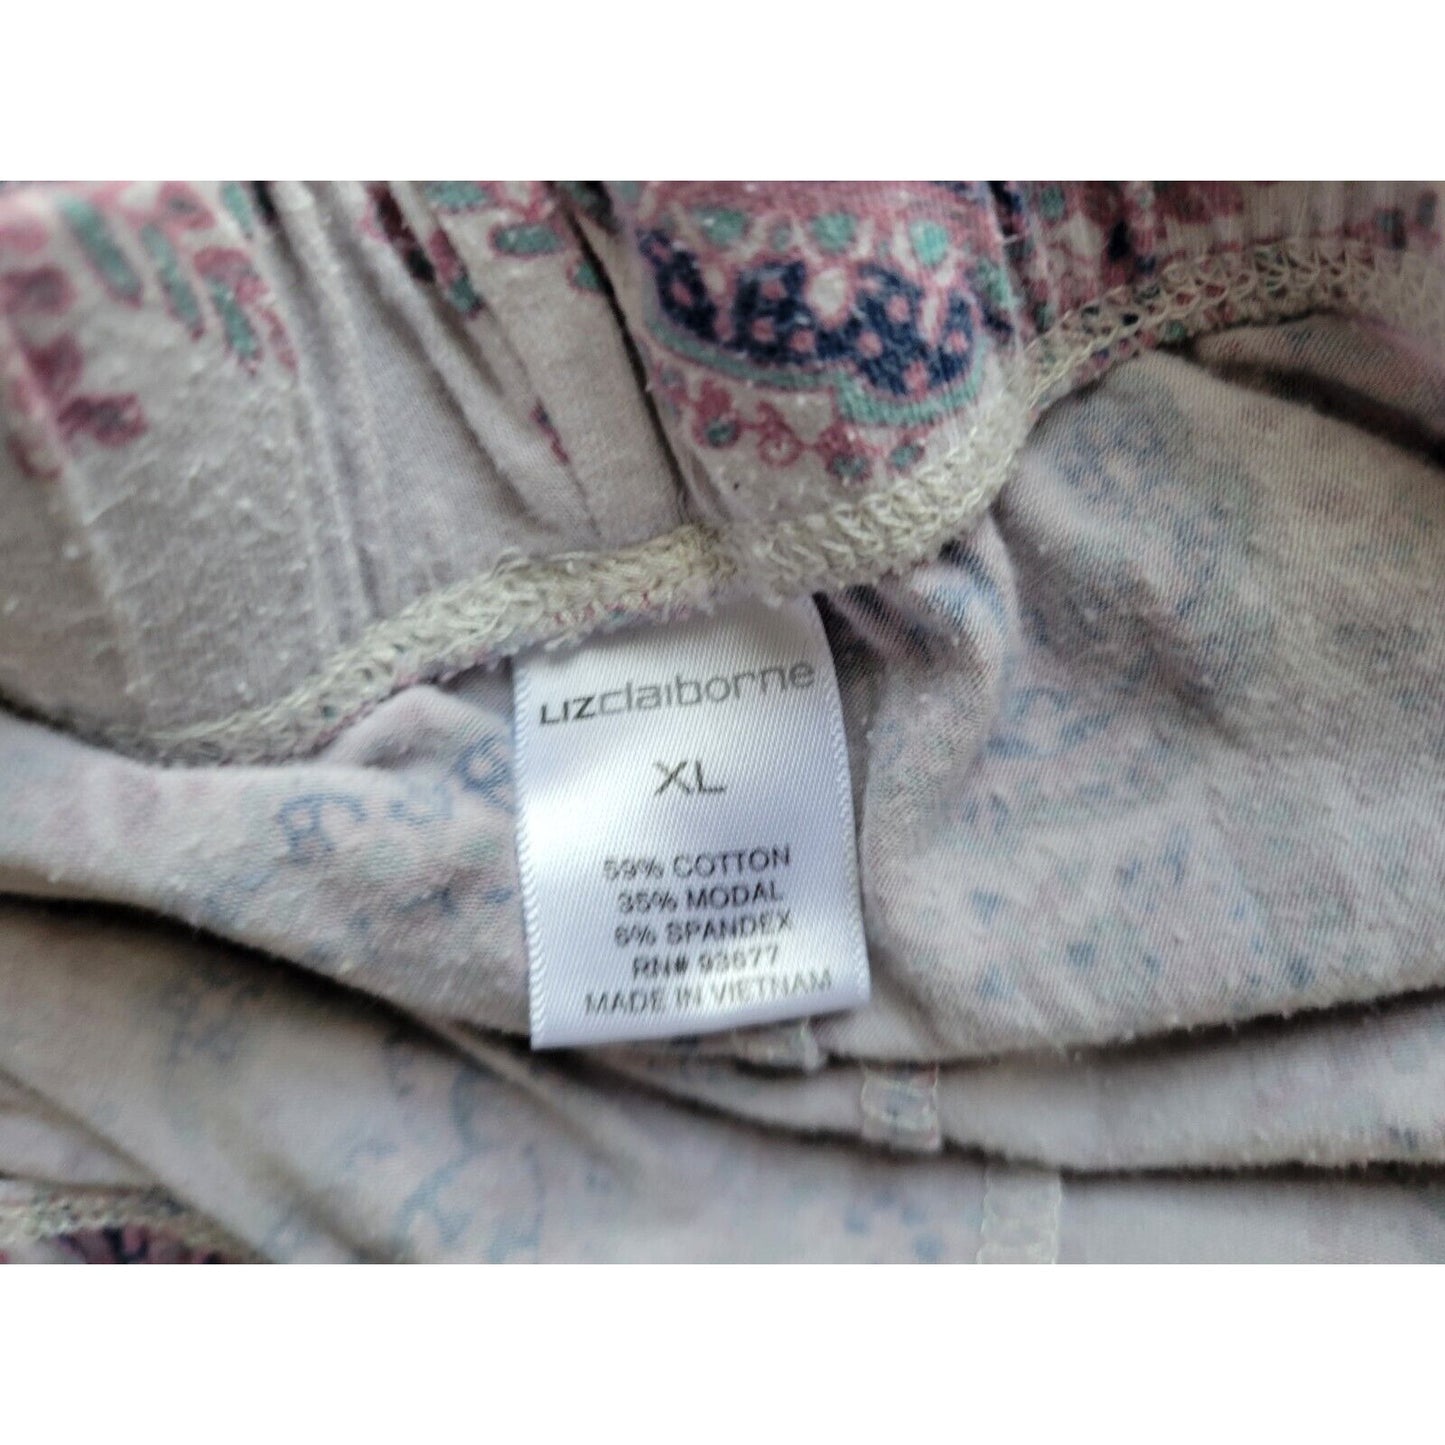 LIZclaiborne
XL
59% COTTON
35% MODAL
6% SPANDEX
RN# 93677
MADE IN VIETNAM